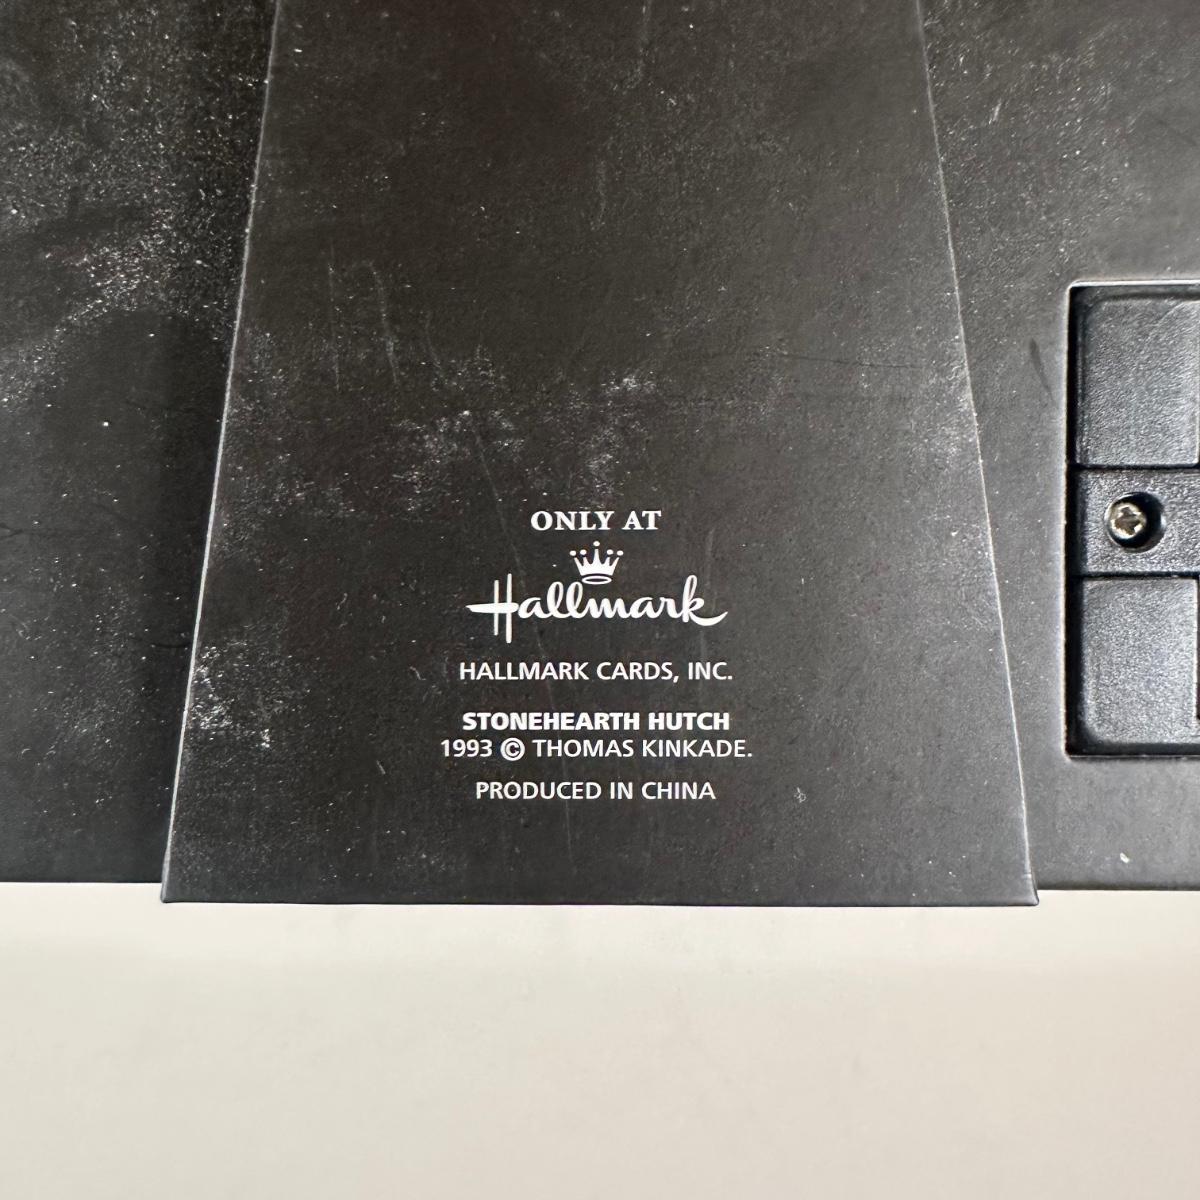 ONLY AT
Hallmark
HALLMARK CARDS, INC.
STONEHEARTH HUTCH
1993 © THOMAS KINKADE.
PRODUCED IN CHINA